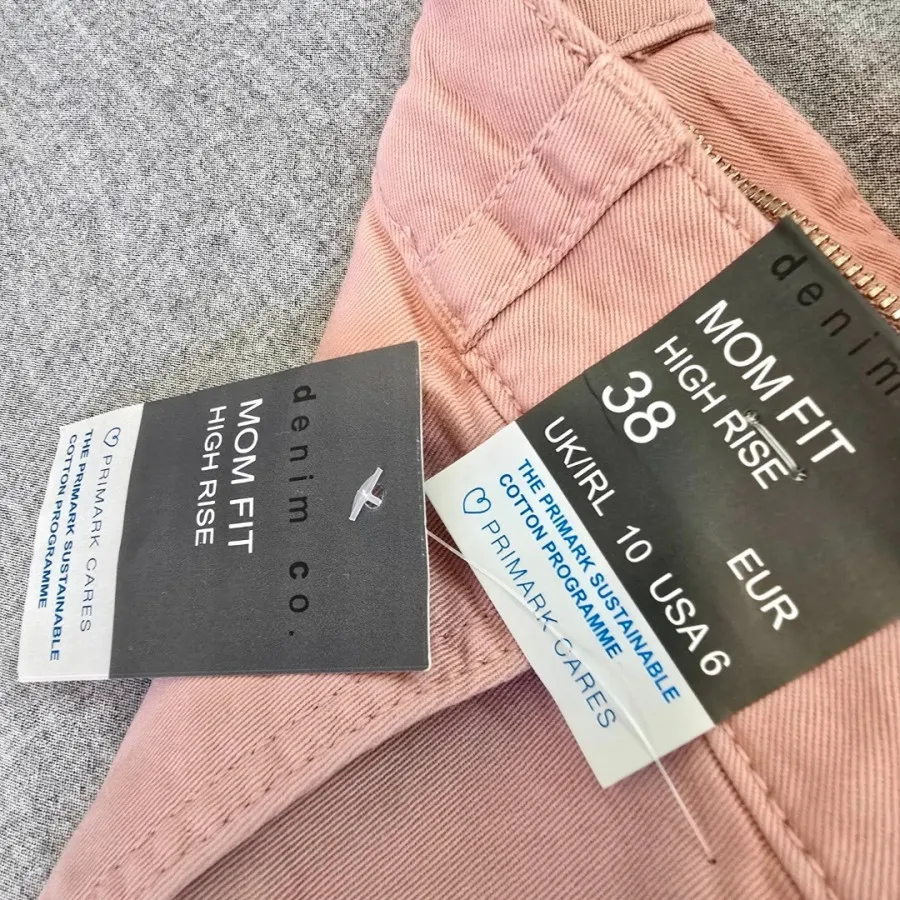 denim co.
MOM FIT
HIGH RISE
PRIMARK CARES
THE PRIMARK SUSTAINABLE
COTTON PROGRAMME
denim
MOM FIT
HIGH RISE
38 EUR
UK/IRL 10 USA 6
THE PRIMARK SUSTAINABLE
COTTON PROGRAMME
PRIMARK CARES